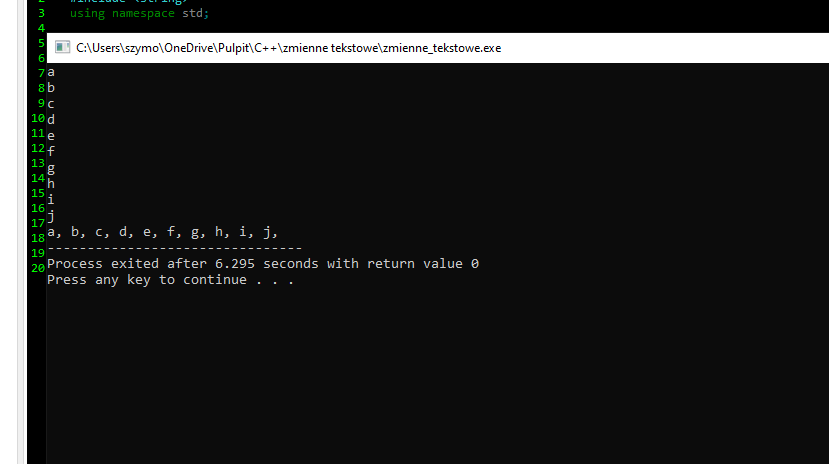 2 #include <string>
3 using namespace std;
4
5
C:\Users\szymo\OneDrive\Pulpit\C++\zmienne tekstowe\zmienne_tekstowe.exe
6
7 a
8 b
9 c
10 d
11 e
12 f
13 g
14 h
15 i
16 j
17
18 a, b, c, d, e, f, g, h, i, j,
19 --------------------------------
20 Process exited after 6.295 seconds with return value 0
Press any key to continue . . .